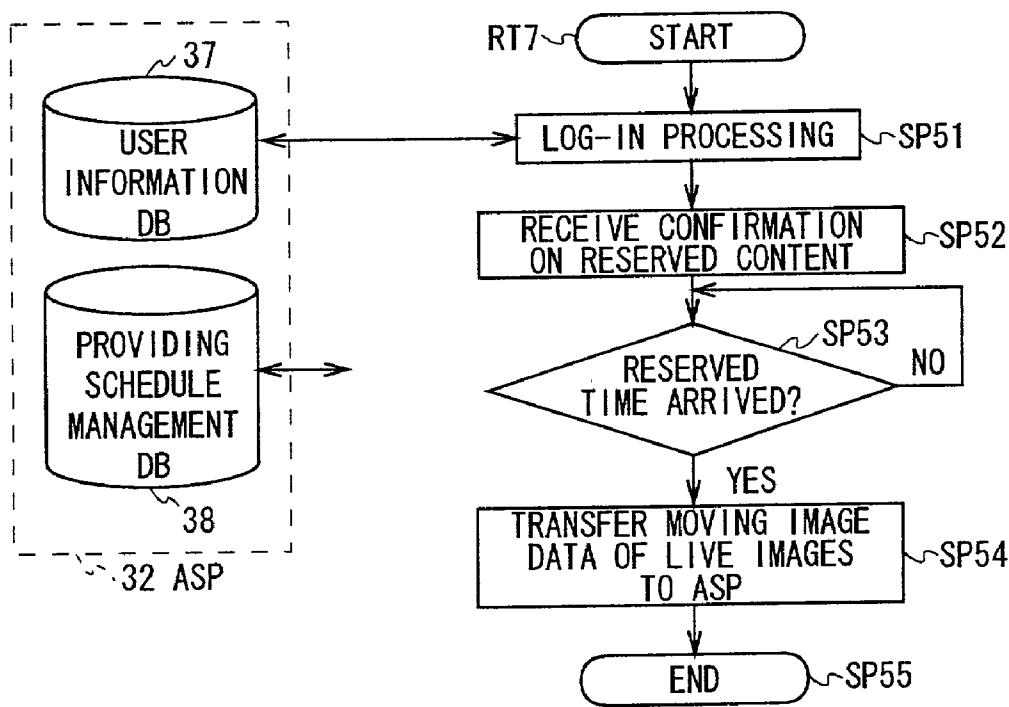 37
USER
INFORMATION
DB
PROVIDING
SCHEDULE
MANAGEMENT
DB
38
32 ASP
RT7
START
LOG-IN PROCESSING
SP51
RECEIVE CONFIRMATION
ON RESERVED CONTENT
SP52
SP53
RESERVED
TIME ARRIVED?
NO
YES
TRANSFER MOVING IMAGE
DATA OF LIVE IMAGES
TO ASP
SP54
END
SP55